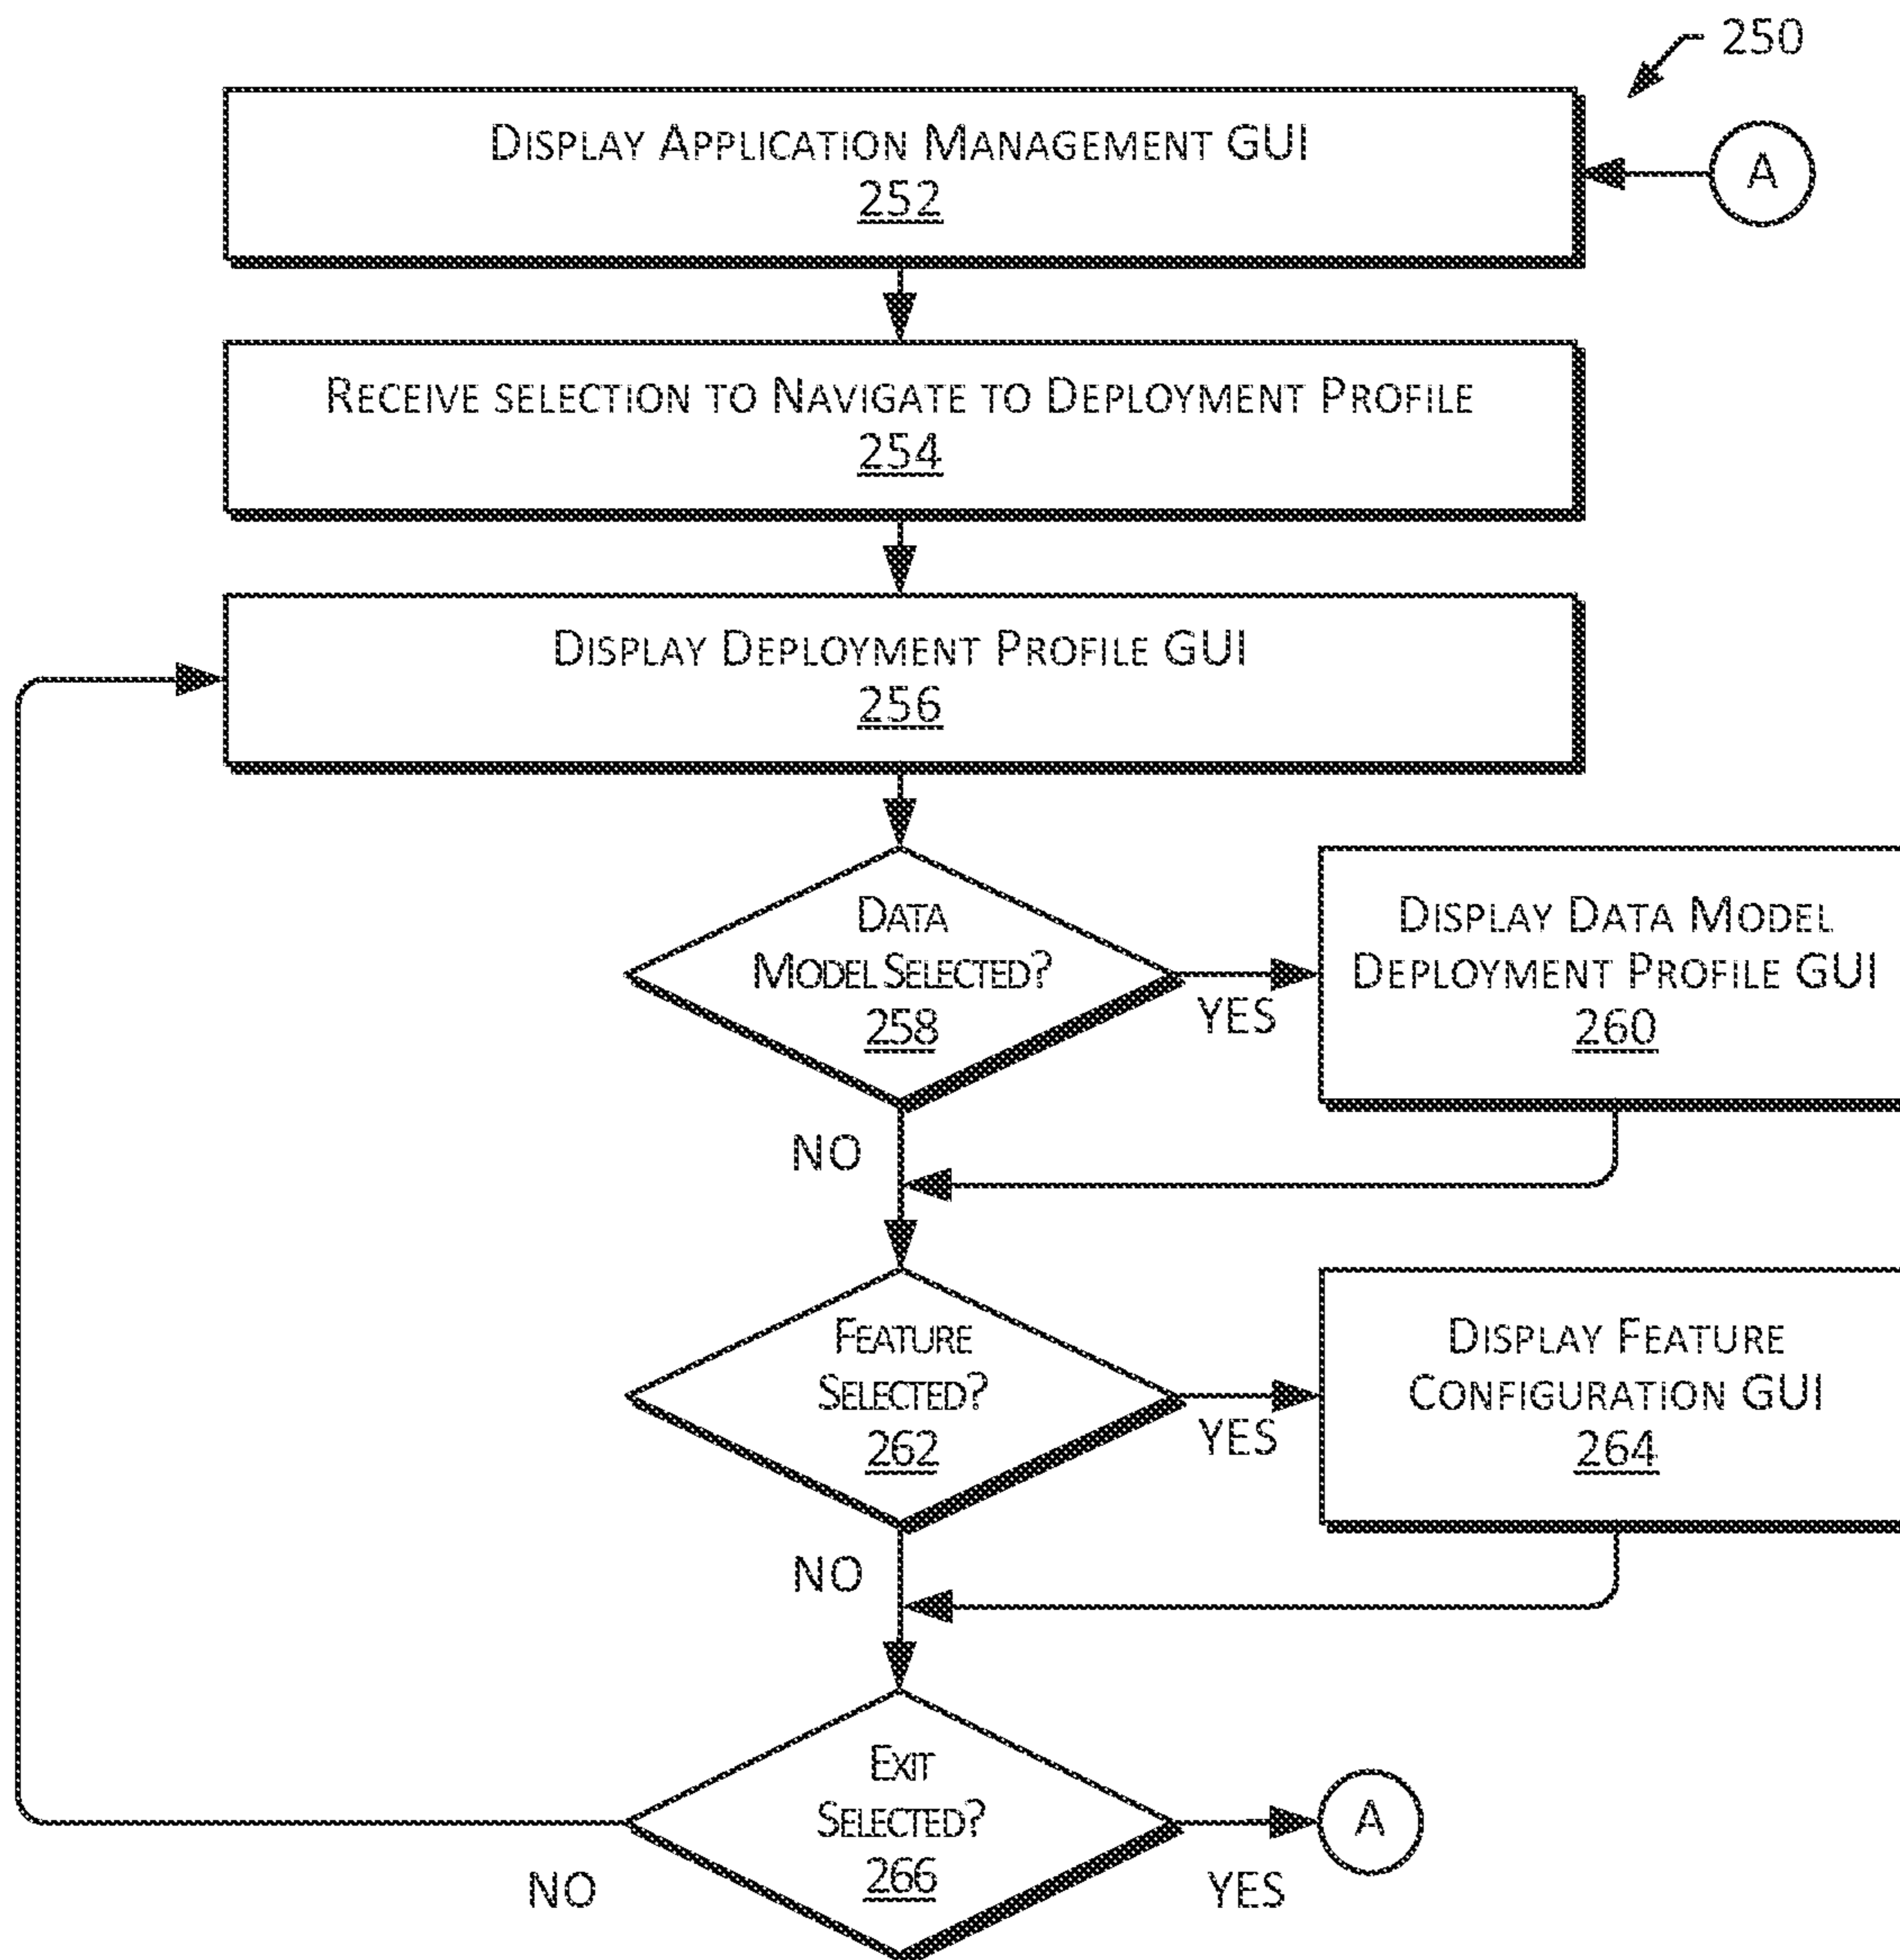 250
DISPLAY APPLICATION MANAGEMENT GUI
252
A
RECEIVE SELECTION TO NAVIGATE TO DEPLOYMENT PROFILE
254
DISPLAY DEPLOYMENT PROFILE GUI
256
DATA
MODEL SELECTED?
258
YES
DISPLAY DATA MODEL
DEPLOYMENT PROFILE GUI
260
NO
FEATURE
SELECTED?
262
YES
DISPLAY FEATURE
CONFIGURATION GUI
264
NO
EXIT
SELECTED?
266
NO
YES
A